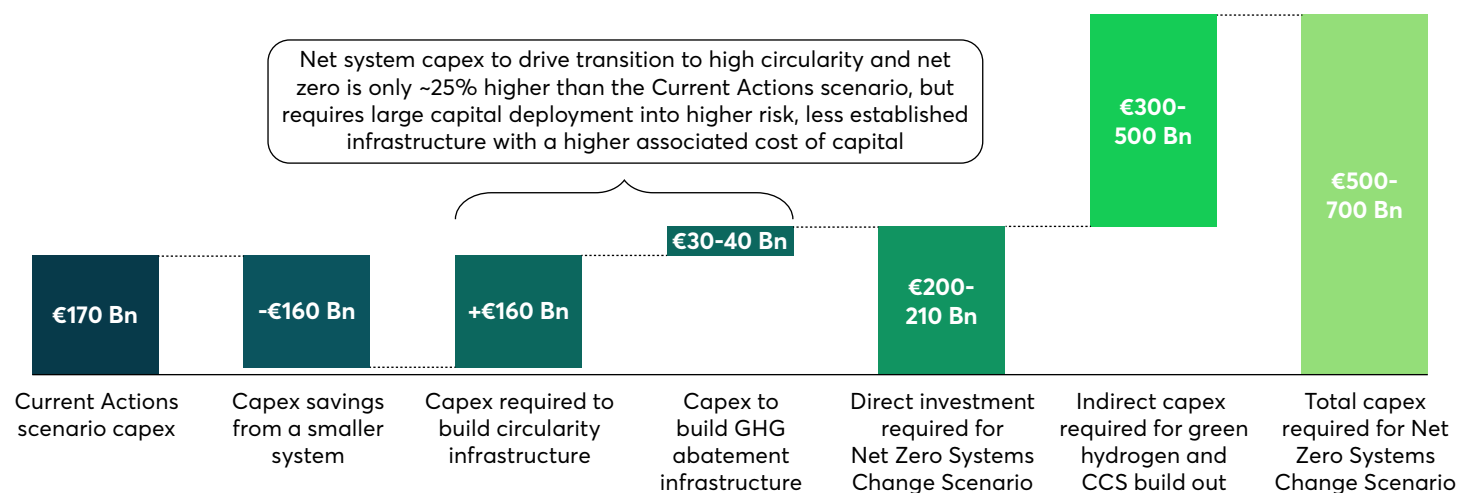 Net system capex to drive transition to high circularity and net
zero is only ~25% higher than the Current Actions scenario, but
requires large capital deployment into higher risk, less established
infrastructure with a higher associated cost of capital
€170 Bn
-€160 Bn
+€160 Bn
€30-40 Bn
€200-
210 Bn
€300-
500 Bn
€500-
700 Bn
Current Actions
scenario capex
Capex savings
from a smaller
system
Capex required to
build circularity
infrastructure
Capex to
build GHG
abatement
infrastructure
Direct investment
required for
Net Zero Systems
Change Scenario
Indirect capex
required for green
hydrogen and
CCS build out
Total capex
required for Net
Zero Systems
Change Scenario